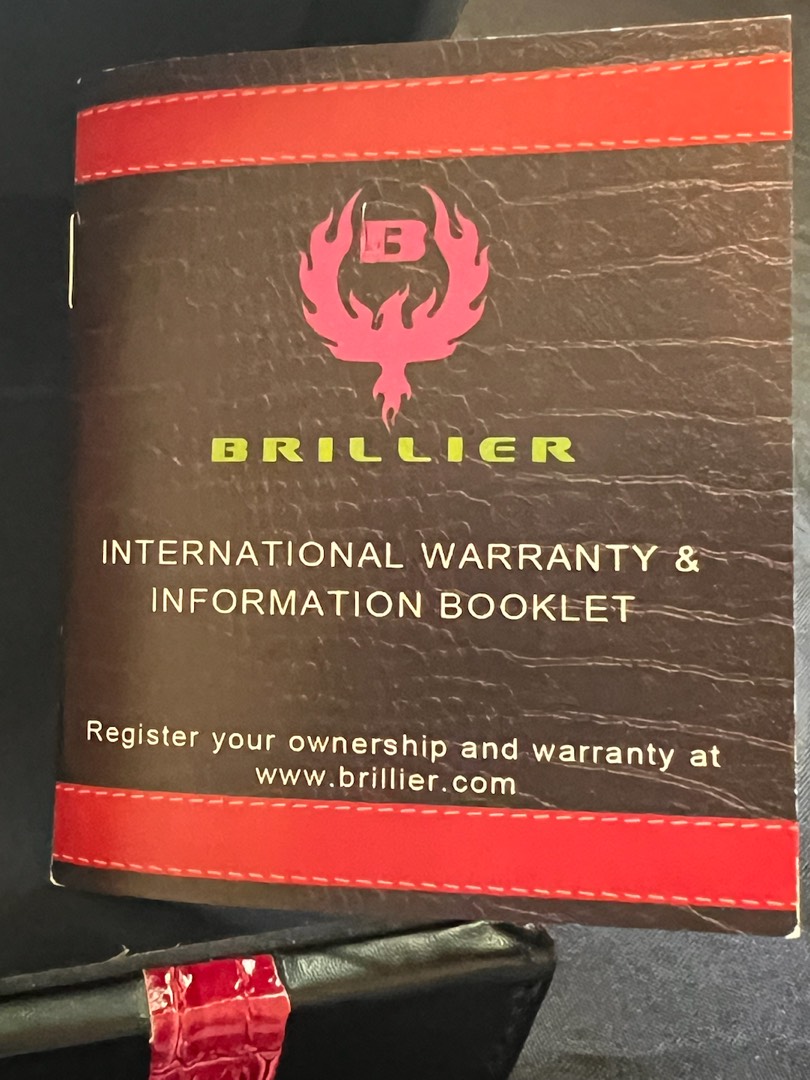 B
BRILLIER
INTERNATIONAL WARRANTY &
INFORMATION BOOKLET
Register your ownership and warranty at
www.brillier.com